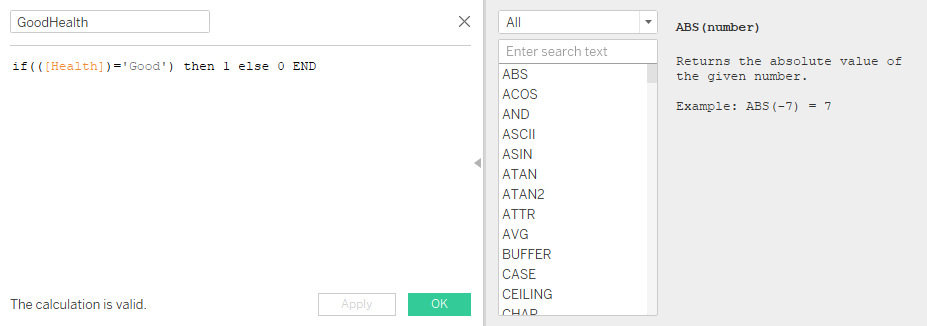 GoodHealth
if(([Health])='Good') then 1 else 0 END
The calculation is valid.
Apply
OK
All
Enter search text
ABS
ACOS
AND
ASCII
ASIN
ATAN
ATAN2
ATTR
AVG
BUFFER
CASE
CEILING
CHAR
ABS(number)
Returns the absolute value of
the given number.
Example: ABS(-7) = 7